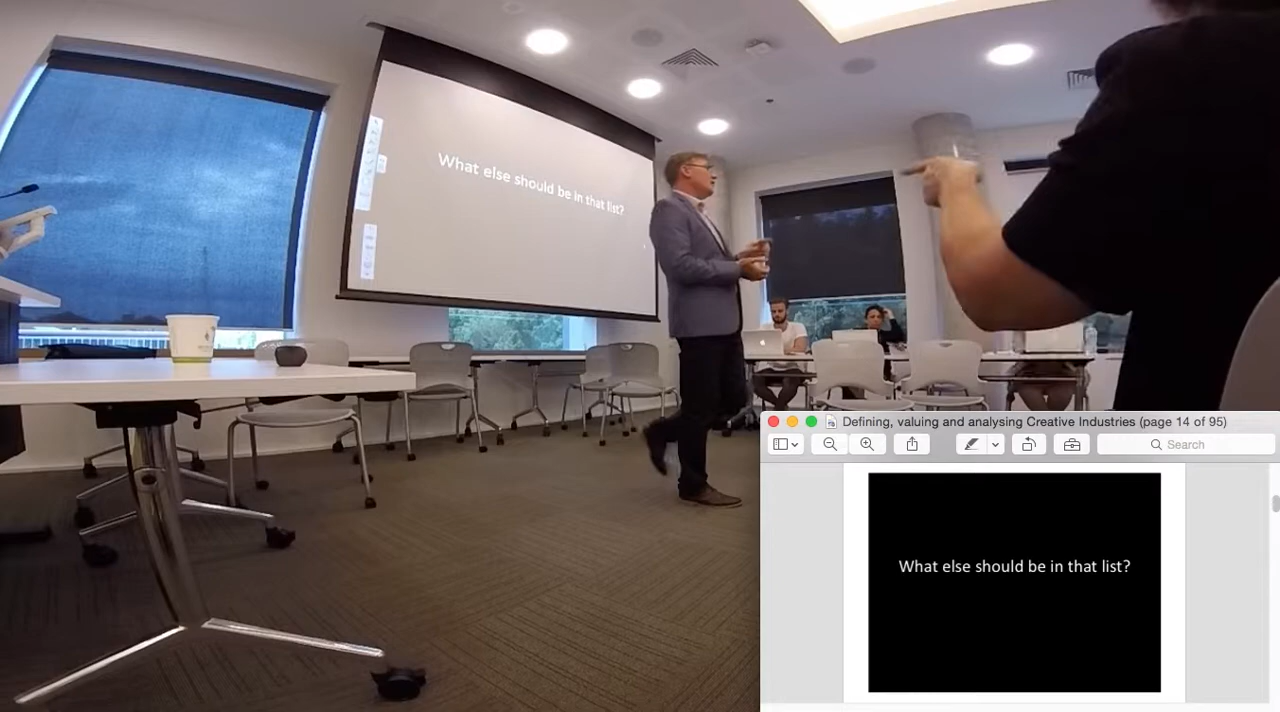 What else should be in that list?
Defining, valuing and analysing Creative Industries (page 14 of 95)
Search
What else should be in that list?